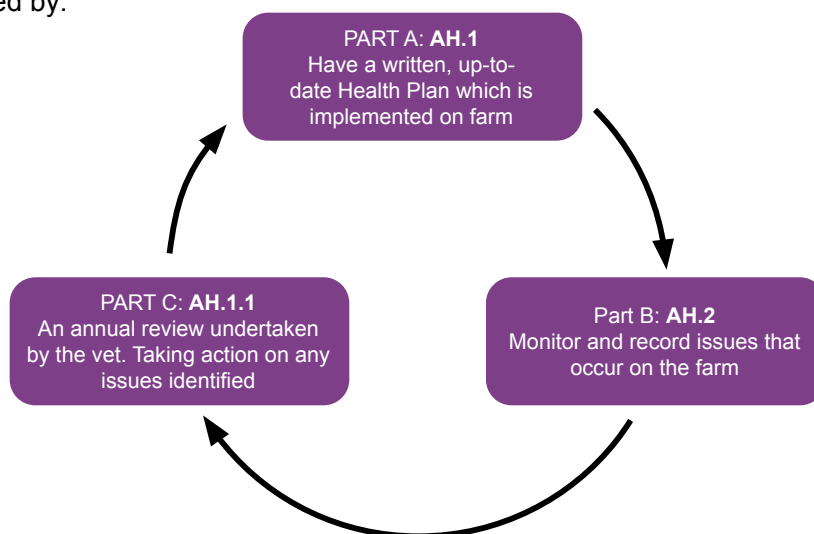 by:
PART A: AH.1
Have a written, up-to-
date Health Plan which is
implemented on farm
PART C: AH.1.1
An annual review undertaken
by the vet. Taking action on any
issues identified
Part B: AH.2
Monitor and record issues that
occur on the farm